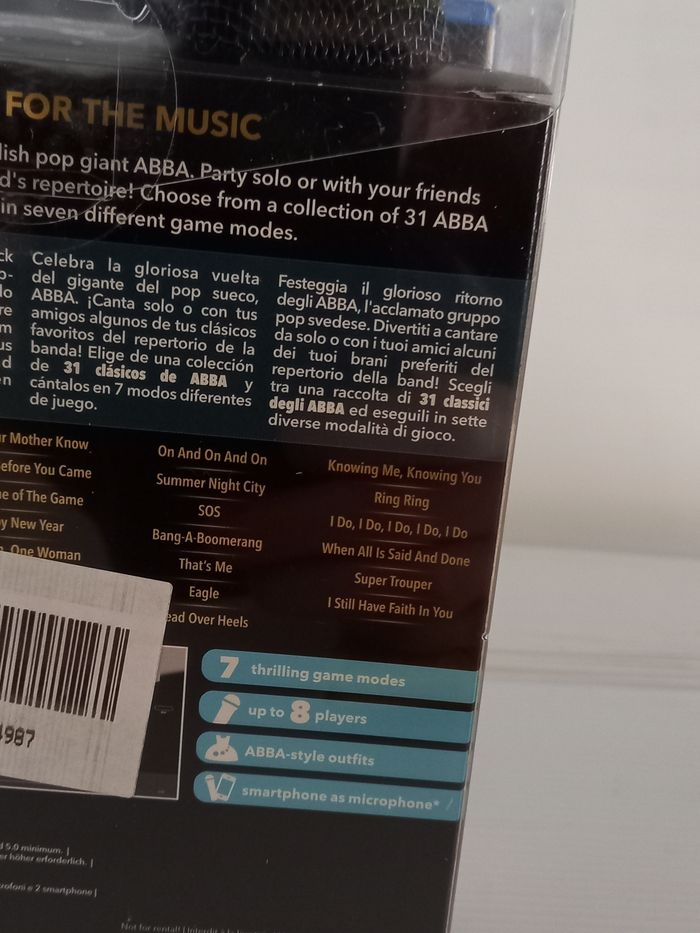 FOR THE MUSIC
lish pop giant ABBA. Party solo or with your friends
d's repertoire! Choose from a collection of 31 ABBA
in seven different game modes.
Celebra la gloriosa vuelta
del gigante del pop sueco,
ABBA. ¡Canta solo o con tus
amigos algunos de tus clásicos
favoritos del repertorio de la
banda! Elige de una colección
de 31 clásicos de ABBA y
cántalos en 7 modos diferentes
de juego.
Festeggia il glorioso ritorno
degli ABBA, l'acclamato gruppo
pop svedese. Divertiti a cantare
da solo o con i tuoi amici alcuni
dei tuoi brani preferiti del
repertorio della band! Scegli
tra una raccolta di 31 classici
degli ABBA ed eseguili in sette
diverse modalità di gioco.
r Mother Know
efore You Came
e of The Game
y New Year
One Woman
On And On And On
Summer Night City
SOS
Bang-A-Boomerang
That's Me
Eagle
ead Over Heels
Knowing Me, Knowing You
Ring Ring
I Do, I Do, I Do, I Do, I Do
When All Is Said And Done
Super Trouper
I Still Have Faith In You
4987
7 thrilling game modes
up to 8 players
ABBA-style outfits
smartphone as microphone*
d 5.0 minimum. |
er höher erforderlich. |
rofoni e 2 smartphone |
Not for rental!